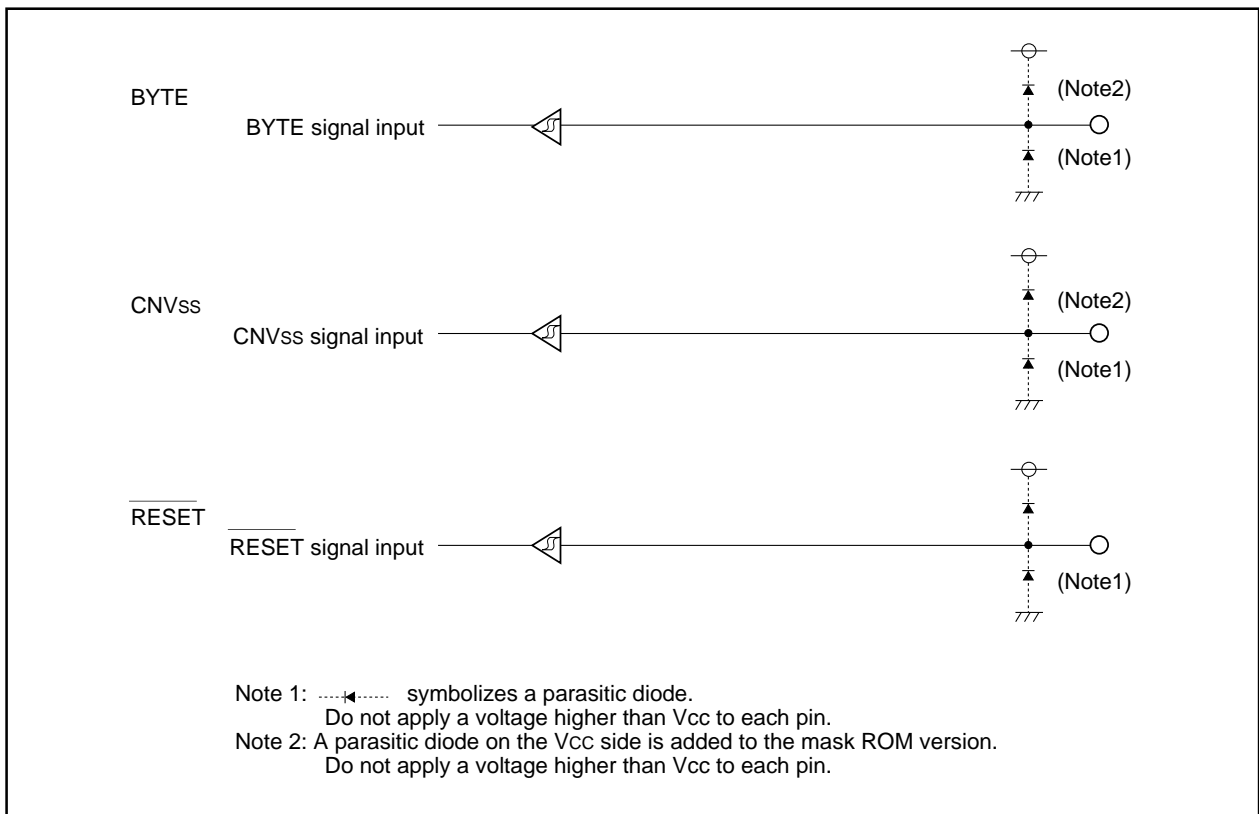 BYTE
BYTE signal input
(Note2)
(Note1)
CNVss
CNVss signal input
(Note2)
(Note1)
RESET
RESET signal input
(Note1)
Note 1: symbolizes a parasitic diode.
Do not apply a voltage higher than Vcc to each pin.
Note 2: A parasitic diode on the VCC side is added to the mask ROM version.
Do not apply a voltage higher than Vcc to each pin.